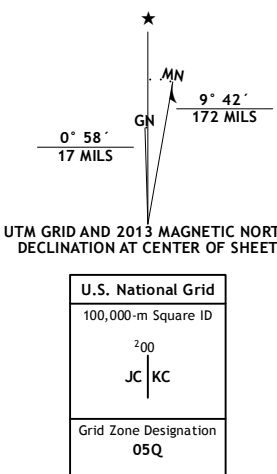 ★
MN
GN
9° 42´
172 MILS
0° 58´
17 MILS
UTM GRID AND 2013 MAGNETIC NORT
DECLINATION AT CENTER OF SHEET
U.S. National Grid
100,000-m Square ID
²00
JC KC
Grid Zone Designation
05Q